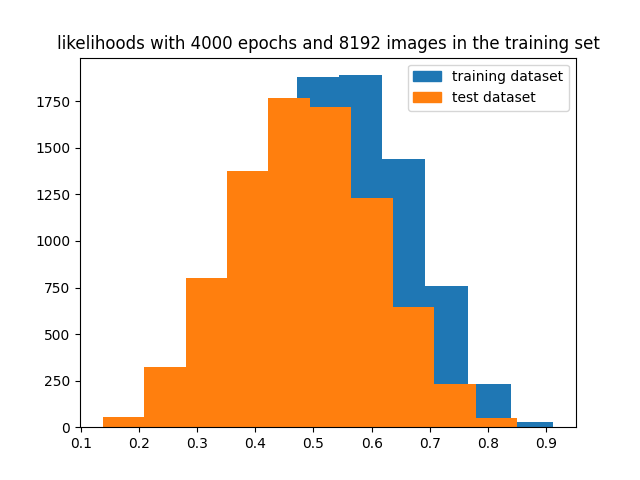 likelihoods with 4000 epochs and 8192 images in the training set
training dataset
test dataset
1750
1500
1250
1000
750
500
250
0
0.1 0.2 0.3 0.4 0.5 0.6 0.7 0.8 0.9